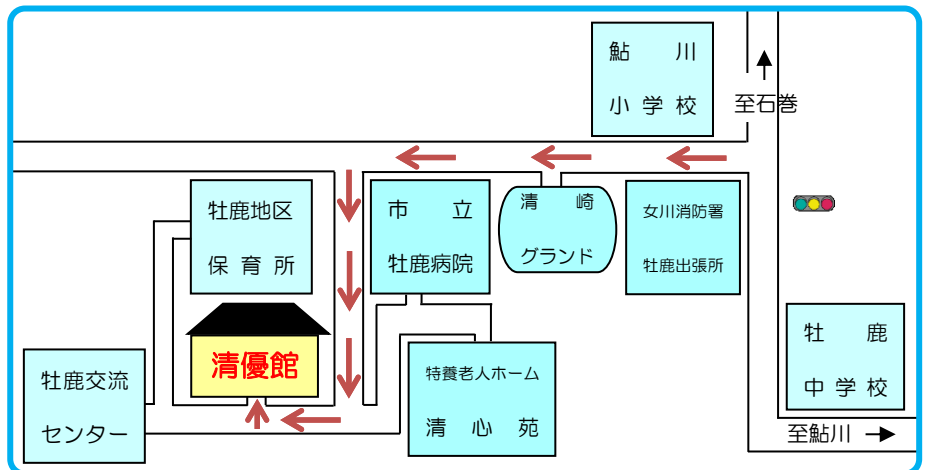 鮎川
小学校
至石巻
牡鹿地区
保育所
市立
牡鹿病院
清崎
グランド
女川消防署
牡鹿出張所
清優館
牡鹿交流
センター
特養老人ホーム
清心苑
牡鹿
中学校
至鮎川